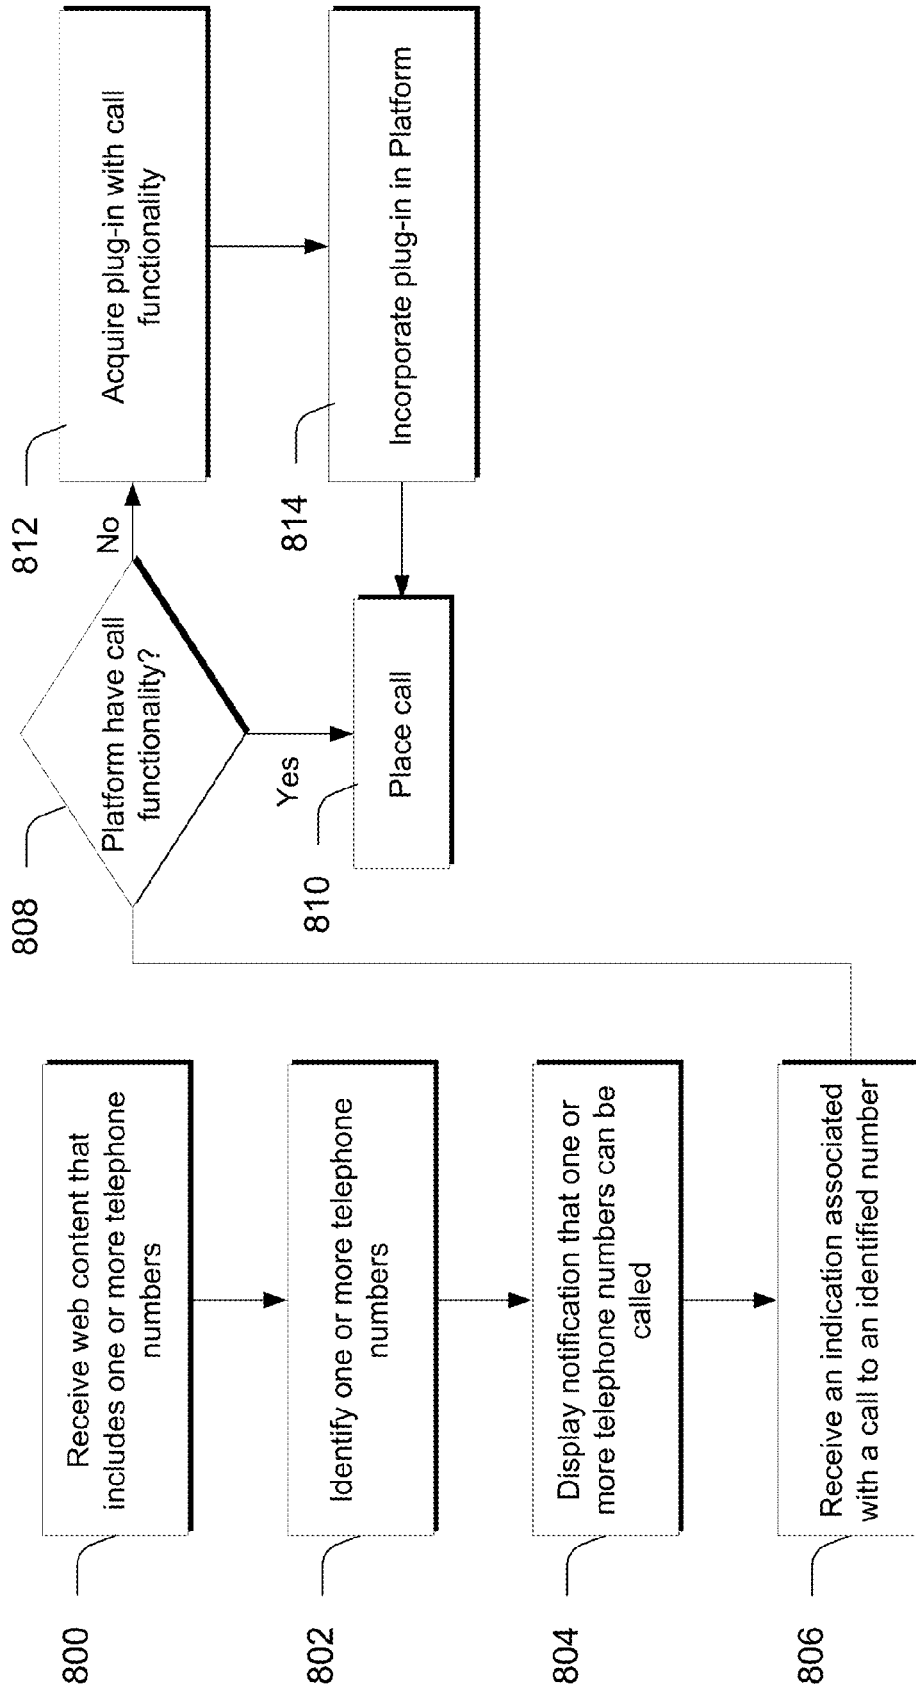 800
Receive web content that
includes one or more telephone
numbers
802
Identify one or more telephone
numbers
804
Display notification that one or
more telephone numbers can be
called
806
Receive an indication associated
with a call to an identified number
808
Platform have call
functionality?
Yes
No
810
Place call
812
Acquire plug-in with call
functionality
814
Incorporate plug-in in Platform